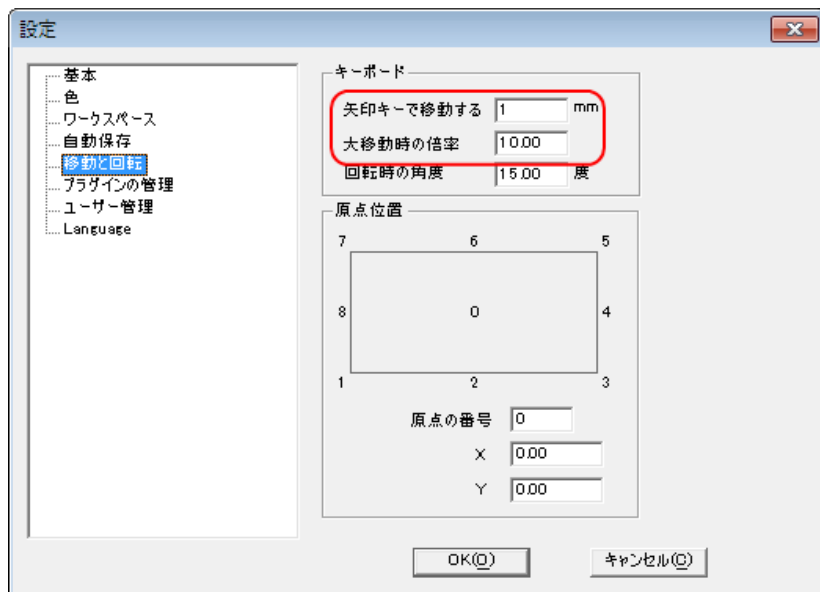 設定
基本
色
ワークスペース
自動保存
移動と回転
プラグインの管理
ユーザー管理
Language
キーボード
矢印キーで移動する 1 mm
大移動時の倍率 10.00
回転時の角度 15.00 度
原点位置
7 6 5
8 0 4
1 2 3
原点の番号 0
X 0.00
Y 0.00
OK(O) キャンセル(C)